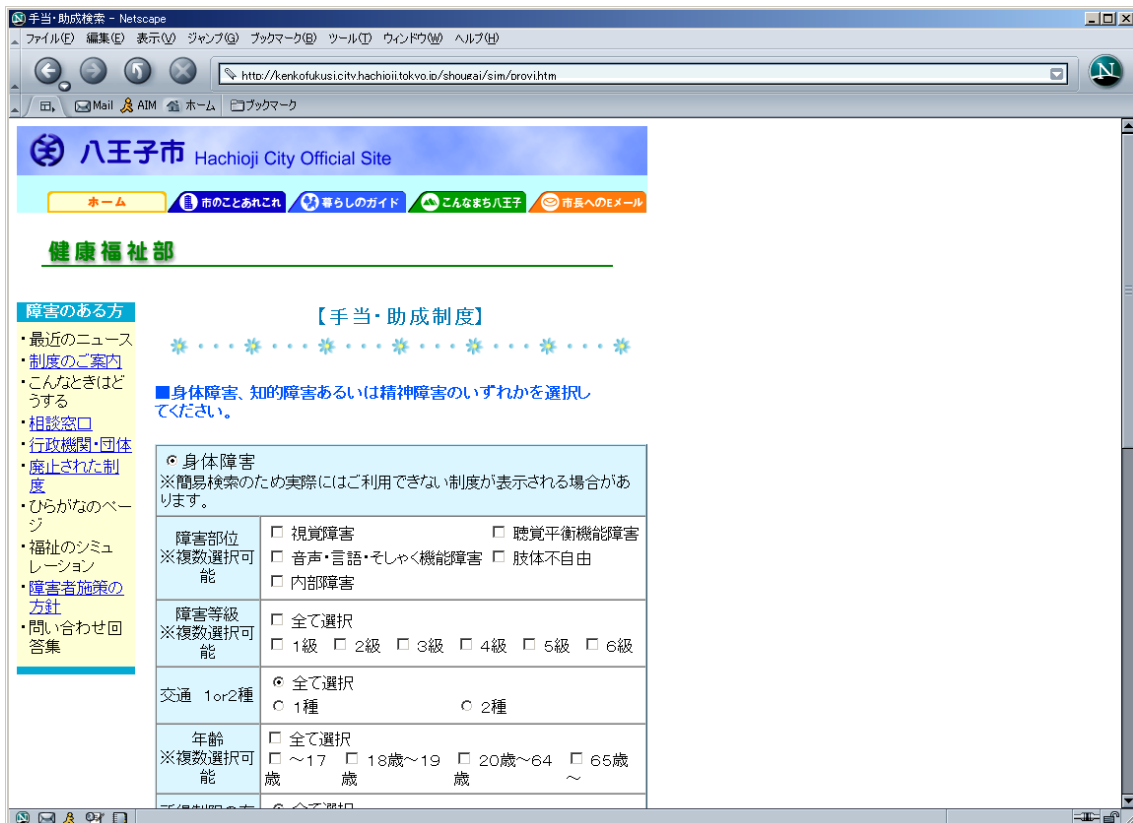 手当・助成検索 - Netscape
ファイル(F) 編集(E) 表示(V) ジャンプ(G) ブックマーク(B) ツール(T) ウィンドウ(W) ヘルプ(H)
http://kenkofukusi.city.hachioji.tokyo.jp/shougai/sim/provi.htm
N
Mail AIM ホーム ブックマーク
八王子市 Hachioji City Official Site
ホーム 市のことあれこれ 暮らしのガイド こんなまち八王子 市長へのEメール
健康福祉部
障害のある方
・最近のニュース
・制度のご案内
・こんなときはど
うする
・相談窓口
・行政機関・団体
・廃止された制
度
・ひらがなのペー
ジ
・福祉のシミュ
レーション
・障害者施策の
方針
・問い合わせ回
答集
【手当・助成制度】
■身体障害、知的障害あるいは精神障害のいずれかを選択し
てください。
身体障害
※簡易検索のため実際にはご利用できない制度が表示される場合があ
ります。
障害部位
※複数選択可
能
視覚障害 聴覚平衡機能障害
音声・言語・そしゃく機能障害 肢体不自由
内部障害
障害等級
※複数選択可
能
全て選択
1級 2級 3級 4級 5級 6級
交通 1or2種
全て選択
1種 2種
年齢
※複数選択可
能
全て選択
~17 18歳~19 20歳~64 65歳
歳 歳 歳 ~
全て選択